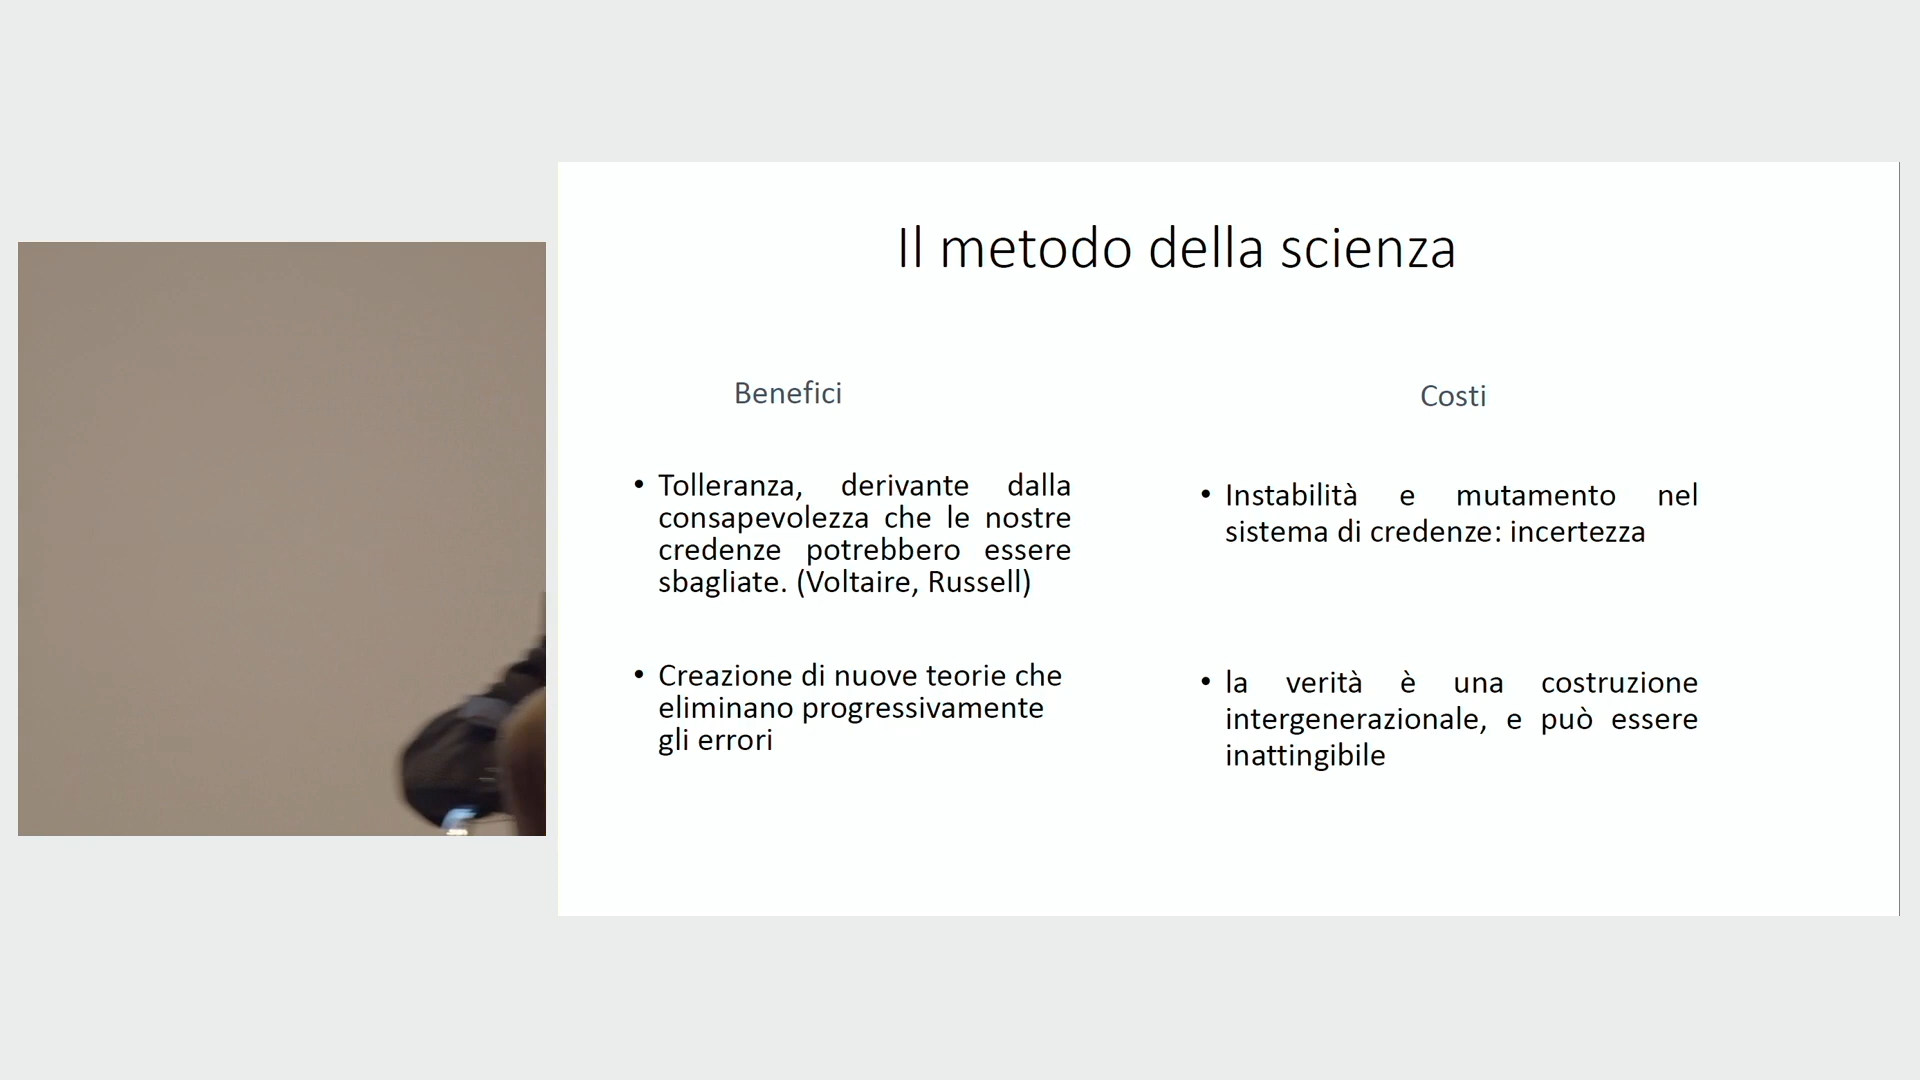 Il metodo della scienza
Benefici
• Tolleranza, derivante dalla
consapevolezza che le nostre
credenze potrebbero essere
sbagliate. (Voltaire, Russell)
• Creazione di nuove teorie che
eliminano progressivamente
gli errori
Costi
• Instabilità e mutamento nel
sistema di credenze: incertezza
• la verità è una costruzione
intergenerazionale, e può essere
inattingibile